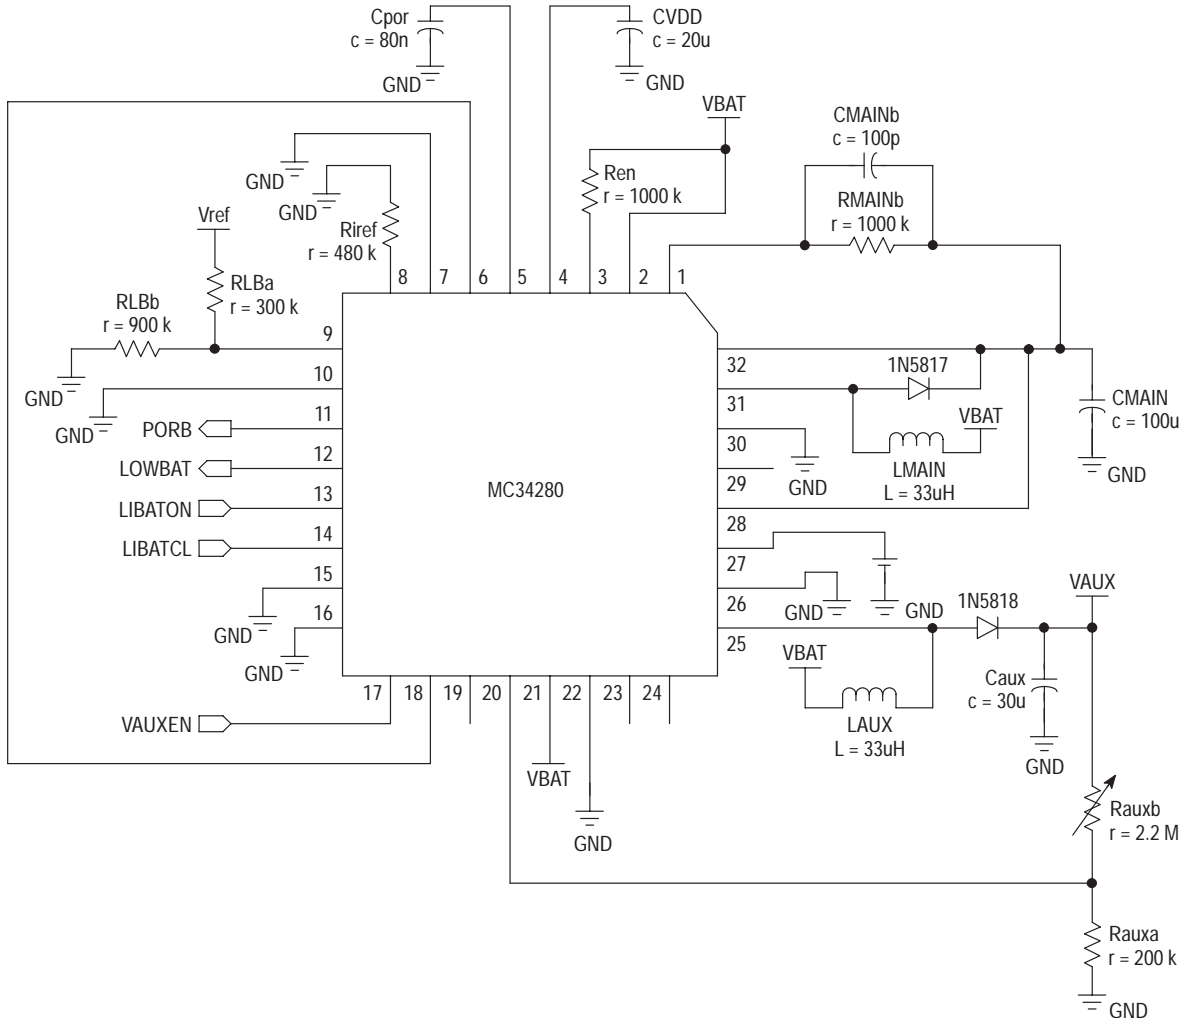 Cpor
c = 80n
GND
CVDD
c = 20u
GND
VBAT
CMAINb
c = 100p
RMAINb
r = 1000 k
Ren
r = 1000 k
GND
GND
Riref
r = 480 k
Vref
RLBa
r = 300 k
RLBb
r = 900 k
GND
GND
8
7
6
5
4
3
2
1
9
10
11
12
13
14
15
16
PORB
LOWBAT
LIBATON
LIBATCL
GND
GND
MC34280
32
31
30
29
28
27
26
25
1N5817
VBAT
LMAIN
L = 33uH
GND
CMAIN
c = 100u
GND
GND
GND
1N5818
VAUX
VBAT
LAUX
L = 33uH
Caux
c = 30u
GND
17
18
19
20
21
22
23
24
VAUXEN
VBAT
GND
Rauxb
r = 2.2 M
Rauxa
r = 200 k
GND